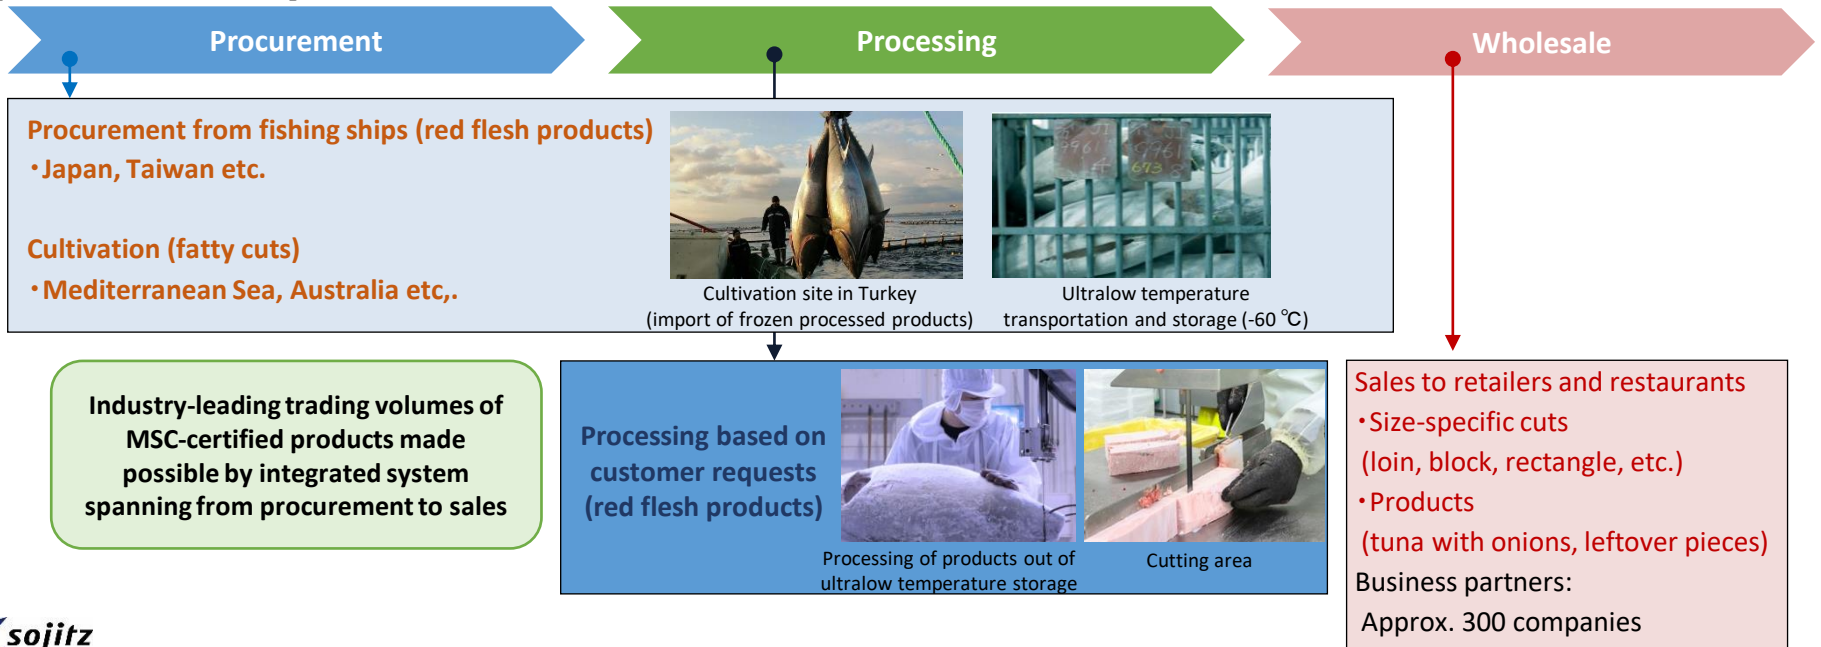 Procurement
Processing
Wholesale
Procurement from fishing ships (red flesh products)
・Japan, Taiwan etc.
Cultivation (fatty cuts)
・Mediterranean Sea, Australia etc,.
Cultivation site in Turkey
(import of frozen processed products)
Ultralow temperature
transportation and storage (-60 ℃)
Industry-leading trading volumes of
MSC-certified products made
possible by integrated system
spanning from procurement to sales
Processing based on
customer requests
(red flesh products)
Processing of products out of
ultralow temperature storage
Cutting area
Sales to retailers and restaurants
・Size-specific cuts
(loin, block, rectangle, etc.)
・Products
(tuna with onions, leftover pieces)
Business partners:
Approx. 300 companies
sojitz